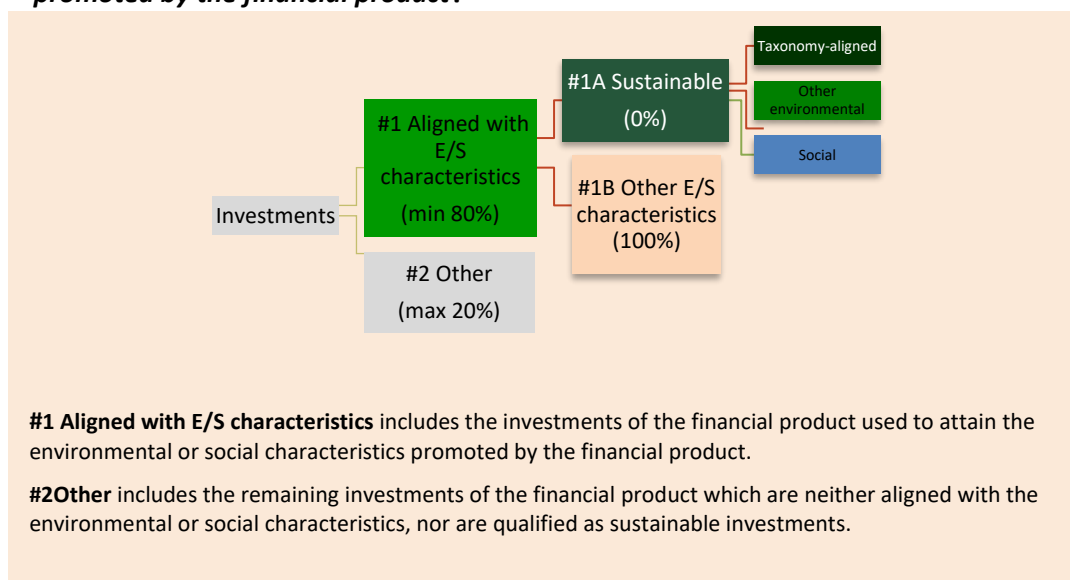 promoted by the financial product?
Taxonomy-aligned
#1A Sustainable
(0%)
Other
environmental
#1 Aligned with
E/S
characteristics
(min 80%)
Social
#1B Other E/S
characteristics
(100%)
Investments
#2 Other
(max 20%)
#1 Aligned with E/S characteristics includes the investments of the financial product used to attain the
environmental or social characteristics promoted by the financial product.
#2Other includes the remaining investments of the financial product which are neither aligned with the
environmental or social characteristics, nor are qualified as sustainable investments.